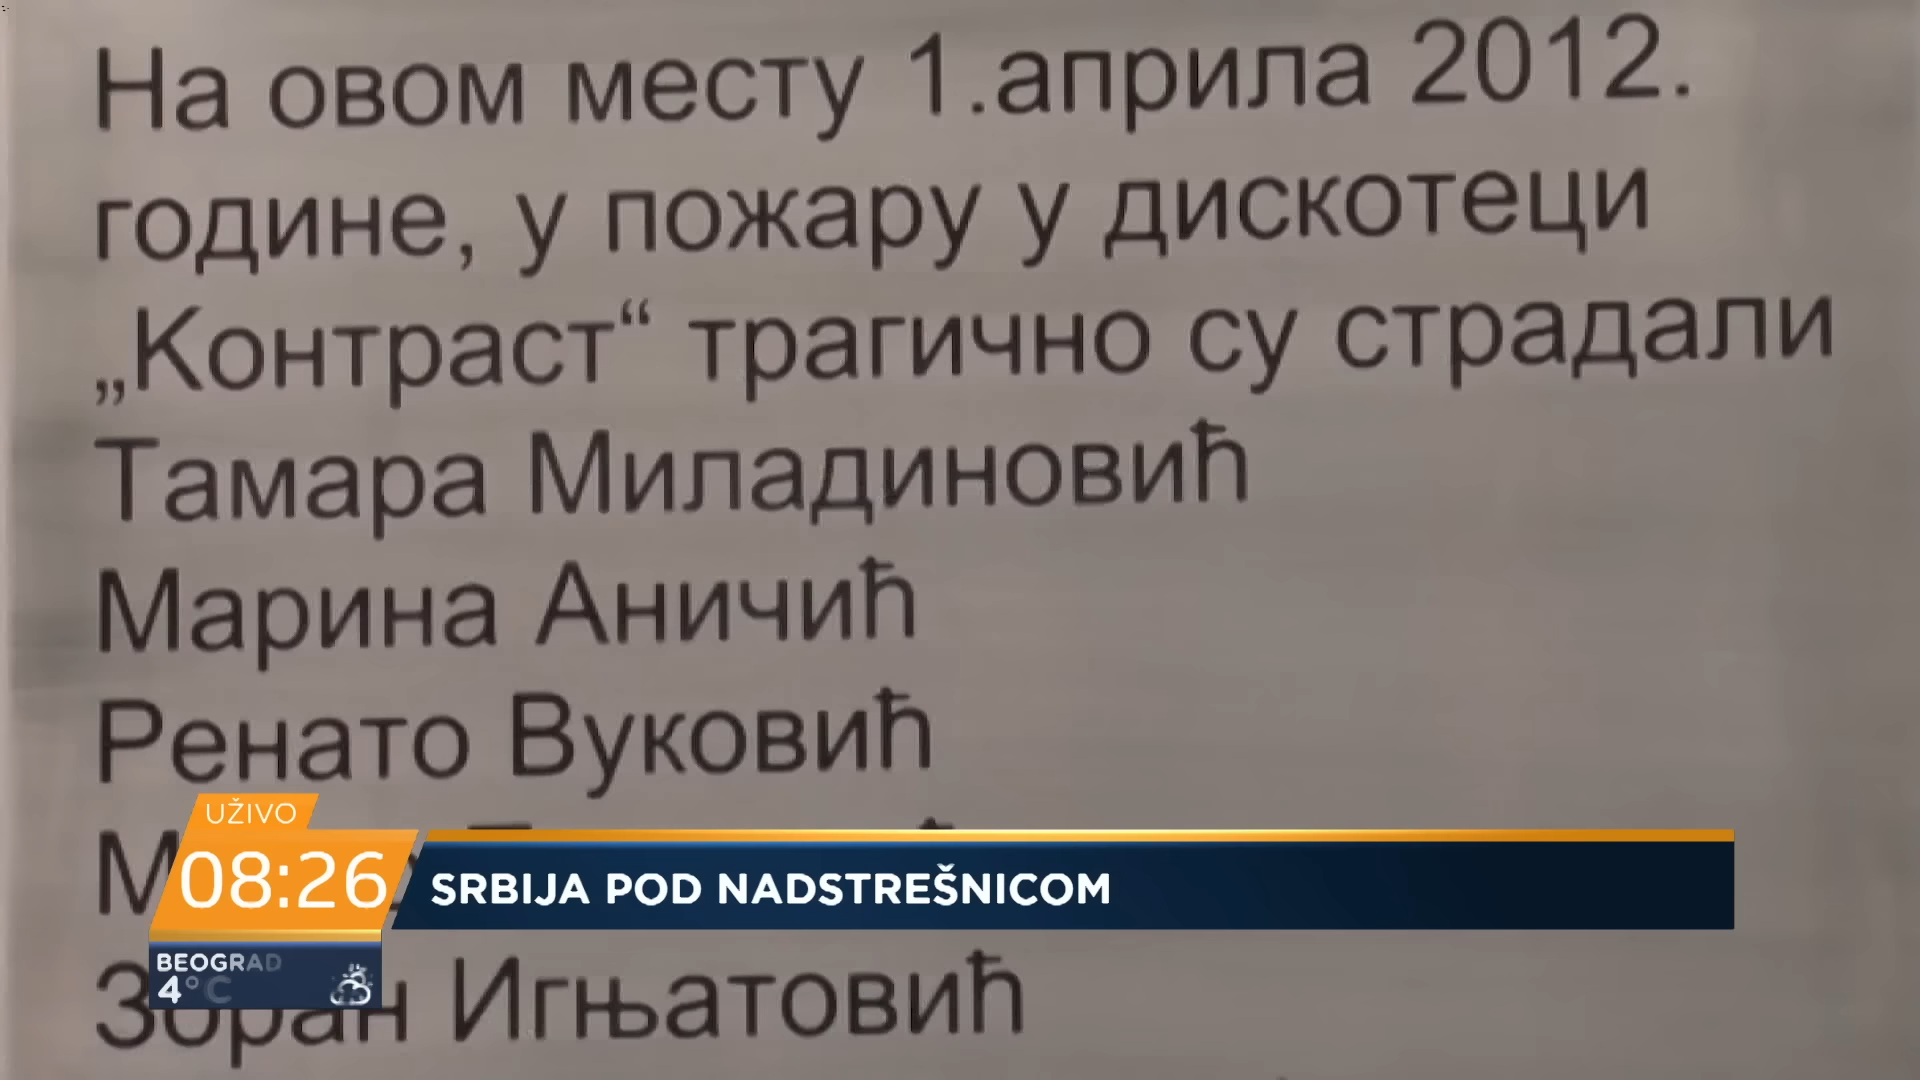 На овом месту 1.априла 2012.
године, у пожару у дискотеци
„Контраст“ трагично су страдали
Тамара Миладиновић
Марина Аничић
Ренато Вуковић
Зоран Игњатовић
UŽIVO
08:26
SRBIJA POD NADSTREŠNICOM
BEOGRAD
4°C